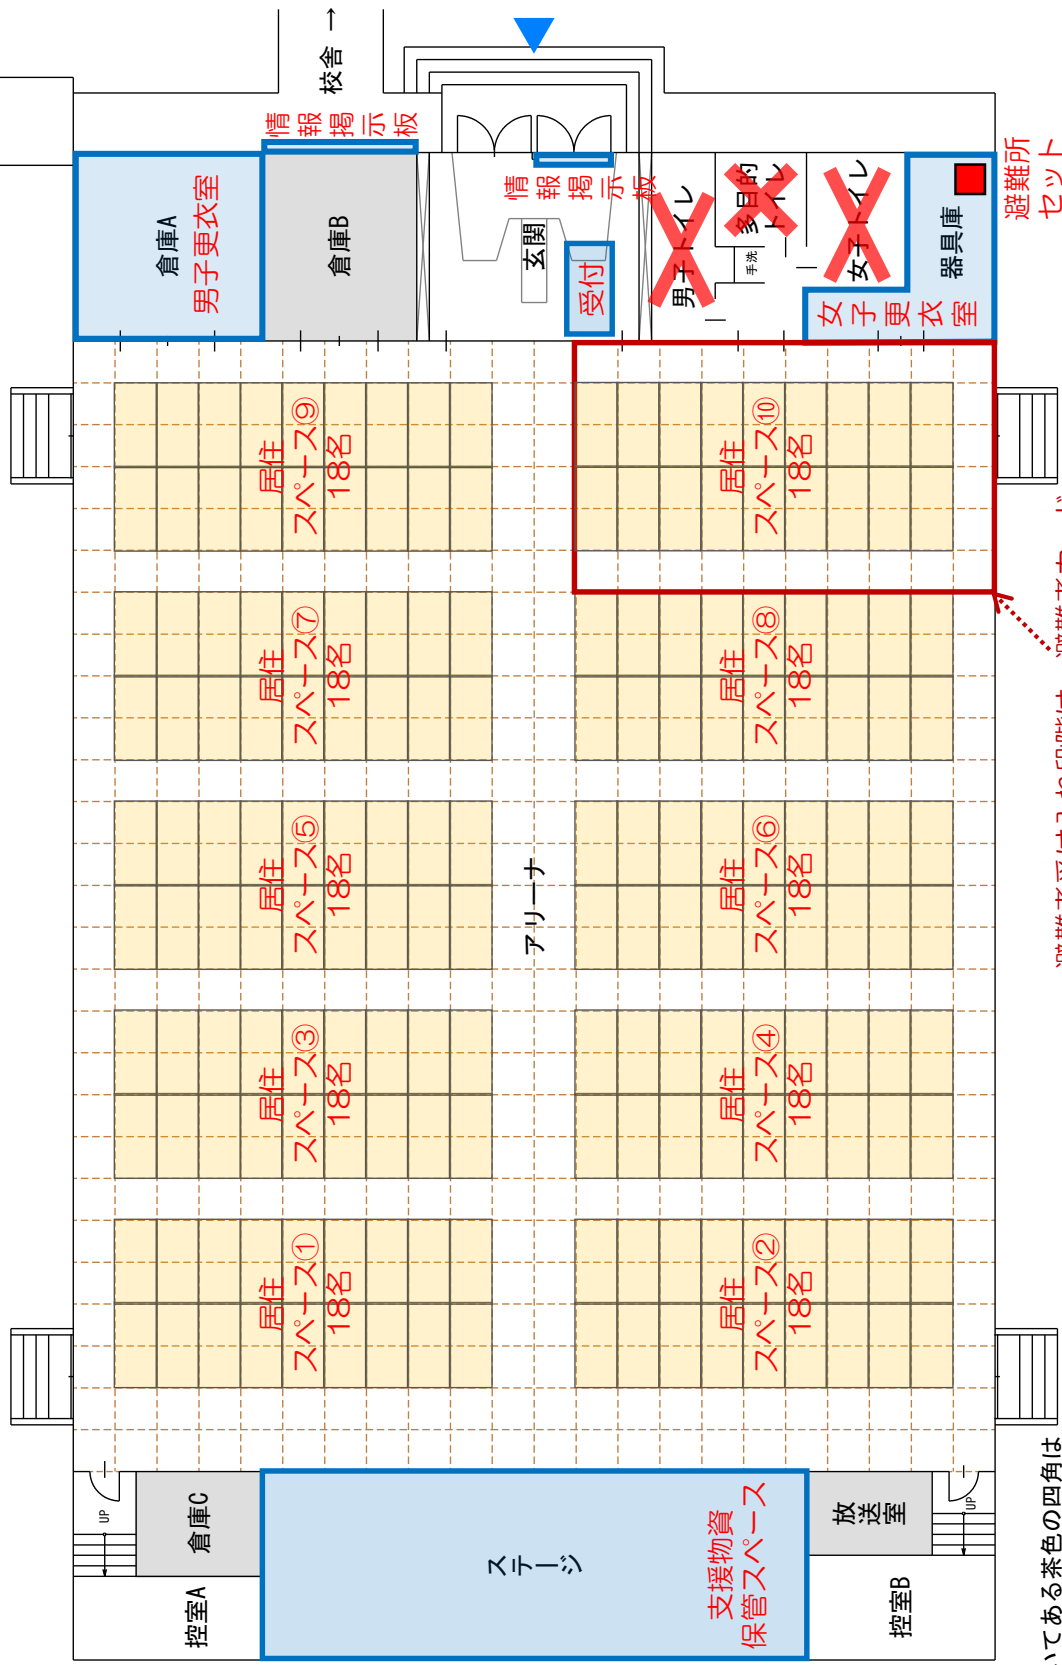 校舎 →
情報掲示板
倉庫A
男子更衣室
倉庫B
情報掲示板
玄関
受付
男子トイレ
多目的
トイレ
手洗
女子トイレ
器具庫
女子更衣室
避難所
セット
居住
スペース⑨
18名
居住
スペース⑩
18名
居住
スペース⑦
18名
居住
スペース⑧
18名
居住
スペース⑤
18名
居住
スペース⑥
18名
アリーナ
居住
スペース③
18名
居住
スペース④
18名
居住
スペース①
18名
居住
スペース②
18名
UP
倉庫C
控室A
ステージ
支援物資
保管スペース
放送室
UP
控室B
いてある茶色の四角は